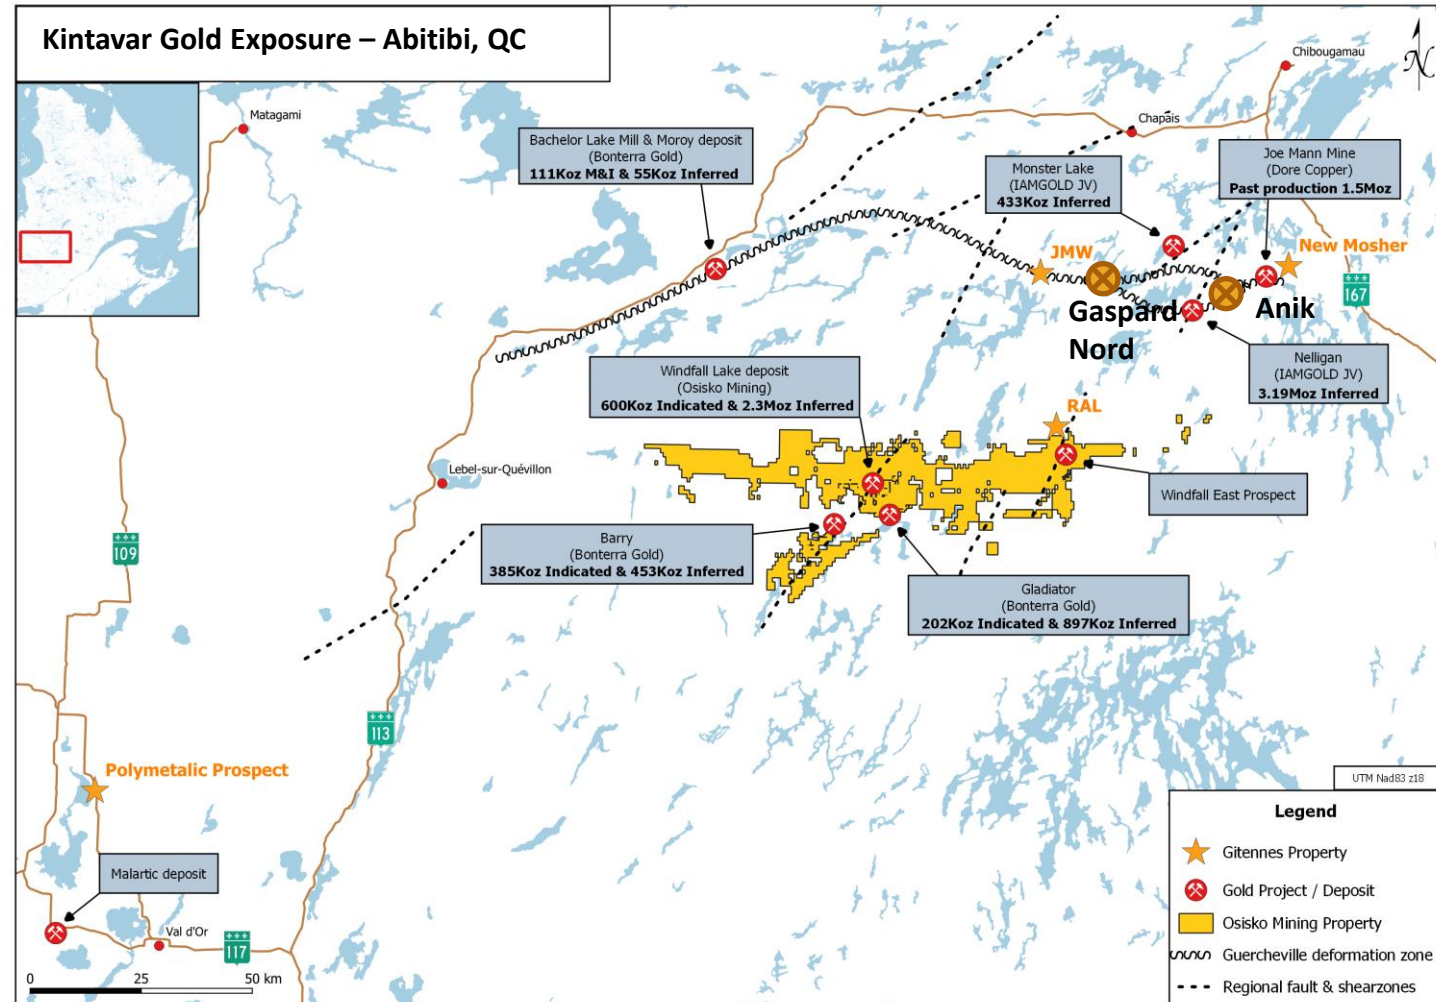 Kintavar Gold Exposure – Abitibi, QC
N
Chibougamau
Matagami
Chapais
Bachelor Lake Mill & Moroy deposit
(Bonterra Gold)
111Koz M&I & 55Koz Inferred
Monster Lake
(IAMGOLD JV)
433Koz Inferred
Joe Mann Mine
(Dore Copper)
Past production 1.5Moz
JMW
New Mosher
167
Gaspard
Nord
Anik
Nelligan
(IAMGOLD JV)
3.19Moz Inferred
Windfall Lake deposit
(Osisko Mining)
600Koz Indicated & 2.3Moz Inferred
RAL
Lebel-sur-Quévillon
Windfall East Prospect
109
Barry
(Bonterra Gold)
385Koz Indicated & 453Koz Inferred
Gladiator
(Bonterra Gold)
202Koz Indicated & 897Koz Inferred
113
Polymetalic Prospect
UTM Nad83 z18
Malartic deposit
Val d'Or
117
0 25 50 km
Legend
Gitennes Property
Gold Project / Deposit
Osisko Mining Property
Guercheville deformation zone
Regional fault & shearzones